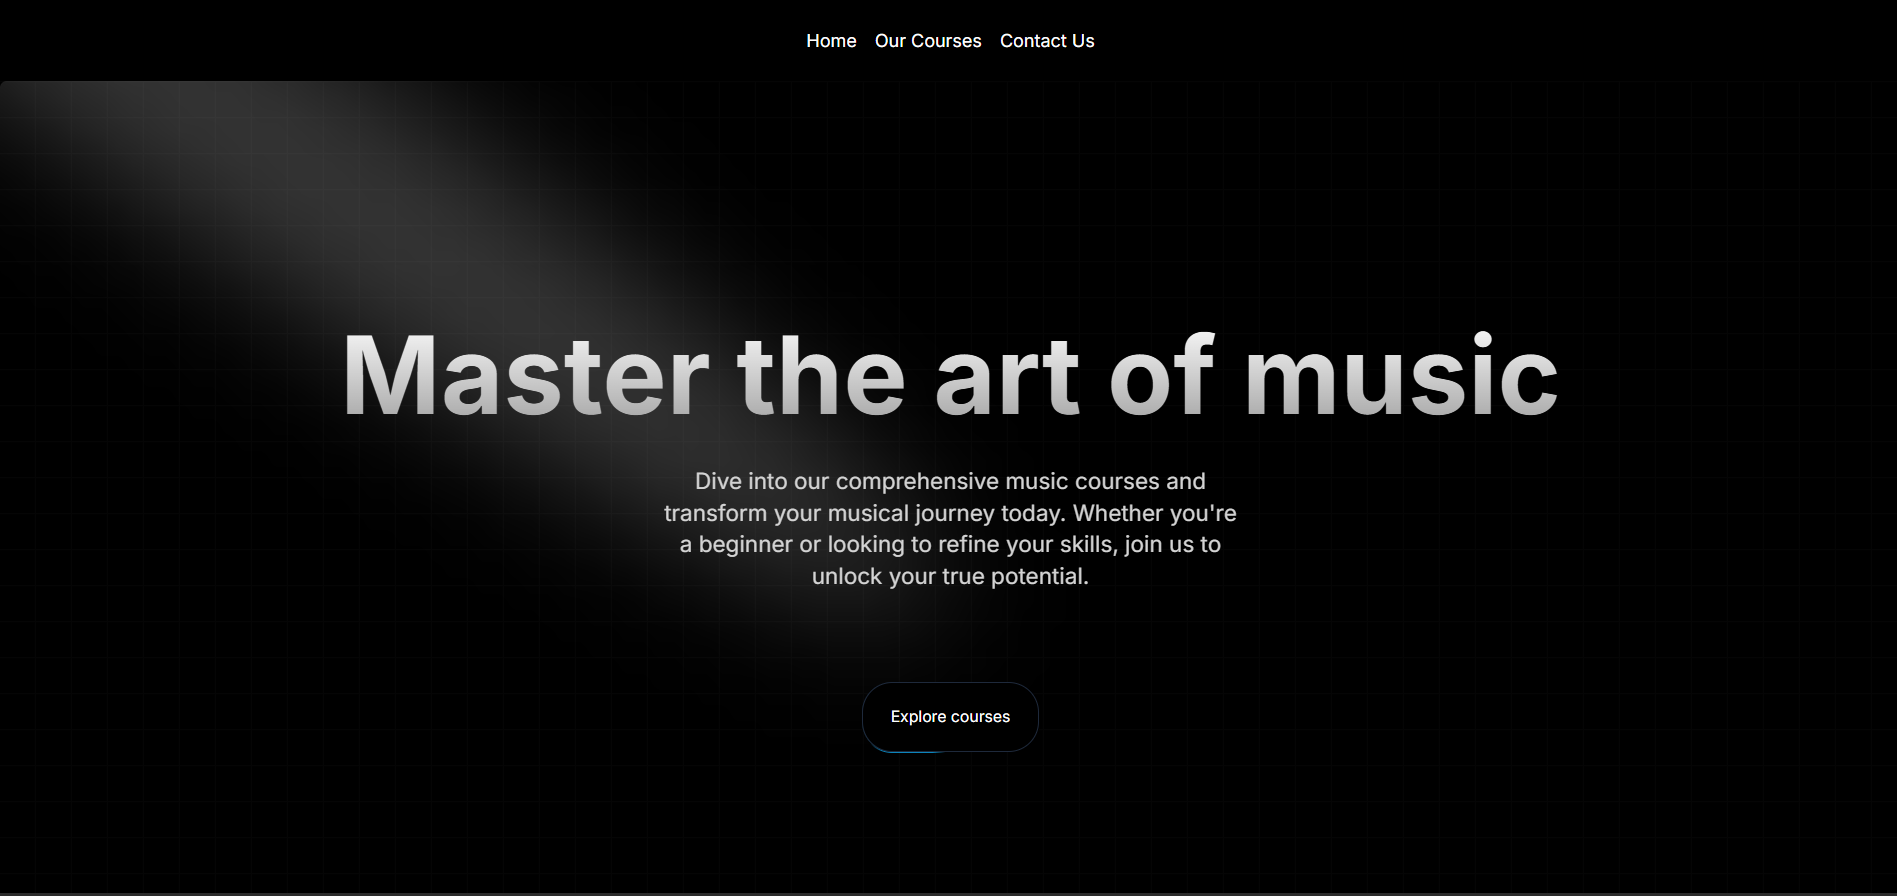 Home Our Courses Contact Us
Master the art of music
Dive into our comprehensive music courses and
transform your musical journey today. Whether you're
a beginner or looking to refine your skills, join us to
unlock your true potential.
Explore courses